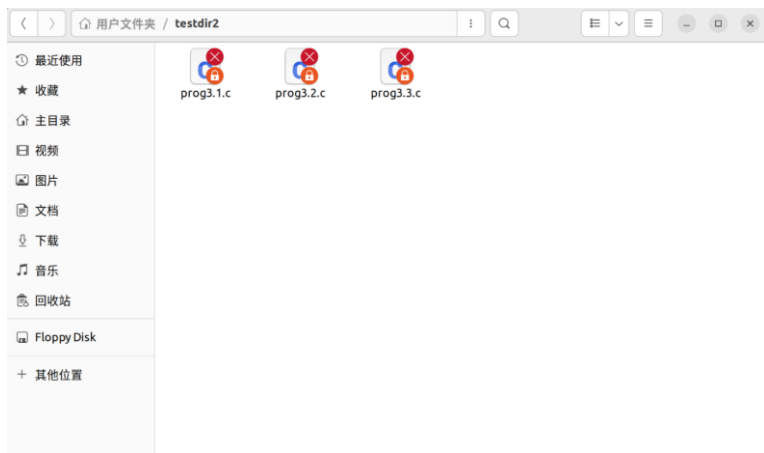 用户文件夹 / testdir2
最近使用
收藏
主目录
视频
图片
文档
下载
音乐
回收站
Floppy Disk
其他位置
prog3.1.c prog3.2.c prog3.3.c